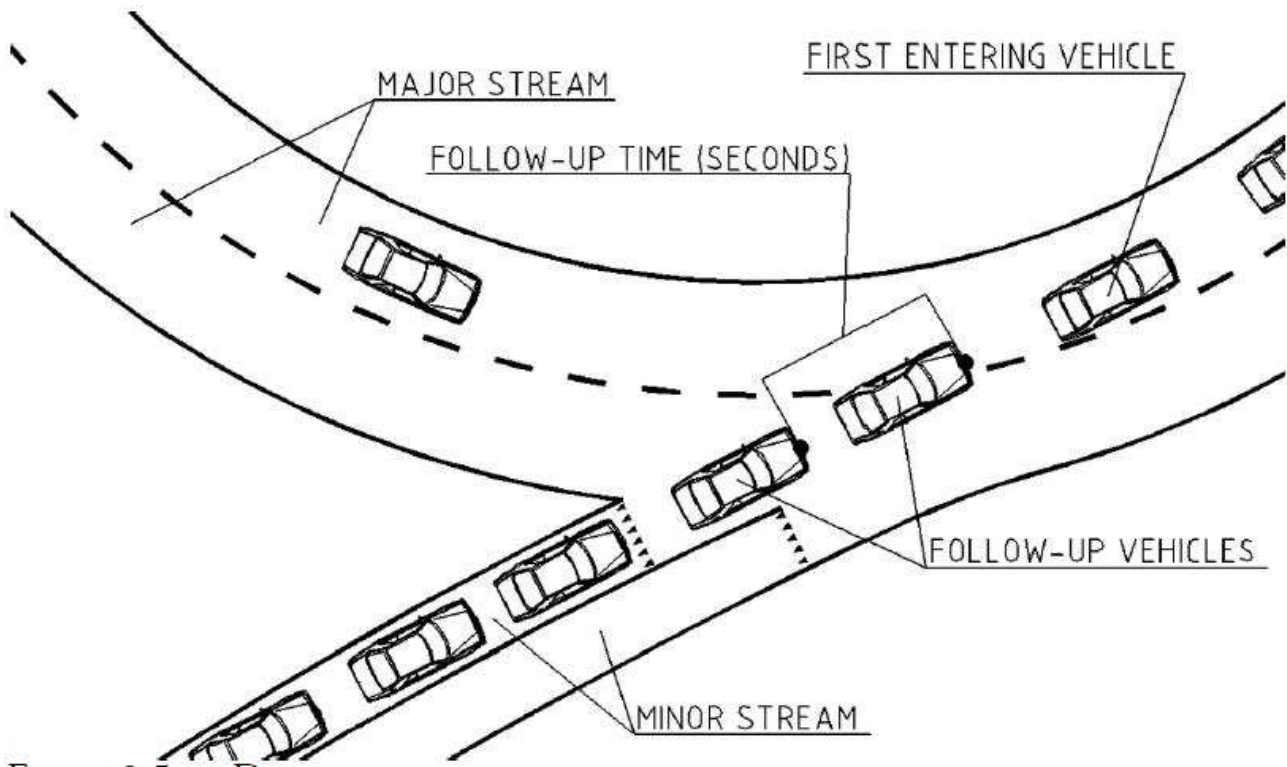 FIRST ENTERING VEHICLE
MAJOR STREAM
FOLLOW-UP TIME (SECONDS)
FOLLOW-UP VEHICLES
MINOR STREAM